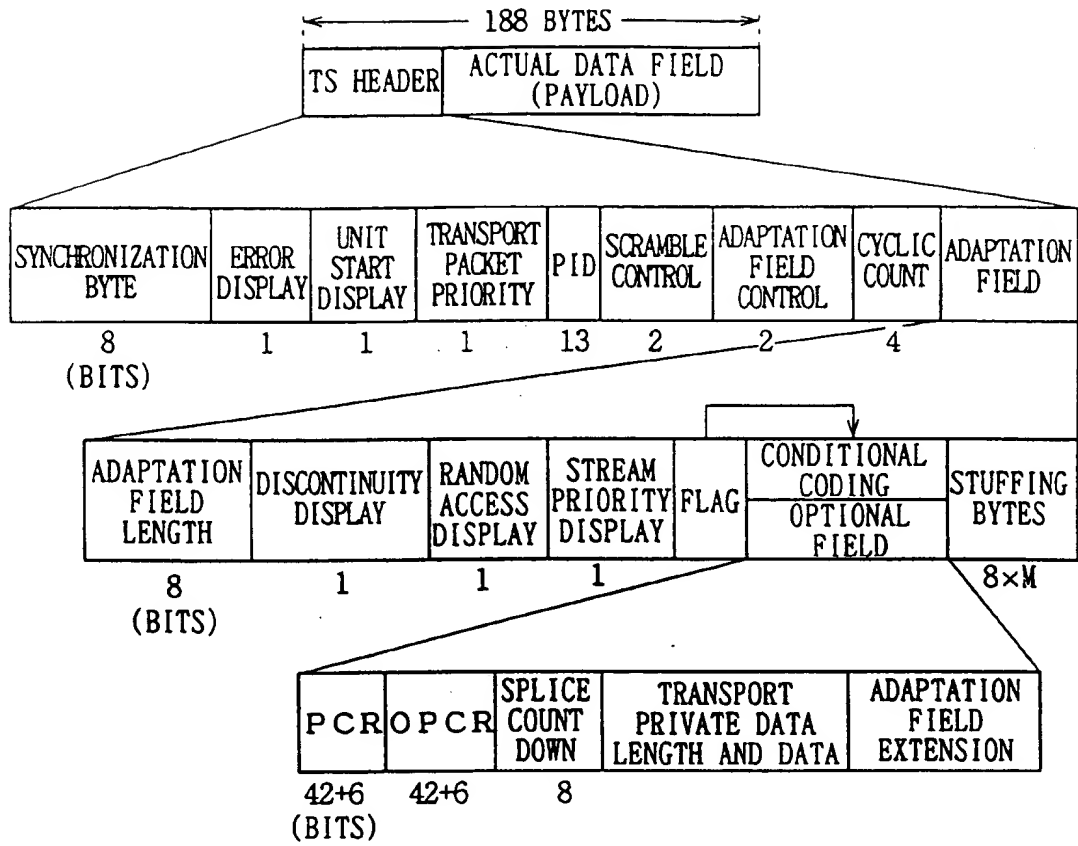 188 BYTES
TS HEADER
ACTUAL DATA FIELD
(PAYLOAD)
SYNCHRONIZATION
BYTE
ERROR
DISPLAY
UNIT
START
DISPLAY
TRANSPORT
PACKET
PRIORITY
PID
SCRAMBLE
CONTROL
ADAPTATION
FIELD
CONTROL
CYCLIC
COUNT
ADAPTATION
FIELD
8
(BITS)
1
1
1
13
2
2
4
ADAPTATION
FIELD
LENGTH
DISCONTINUITY
DISPLAY
RANDOM
ACCESS
DISPLAY
STREAM
PRIORITY
DISPLAY
FLAG
CONDITIONAL
CODING
OPTIONAL
FIELD
STUFFING
BYTES
8
(BITS)
1
1
1
8×M
PCR
OPCR
SPLICE
COUNT
DOWN
TRANSPORT
PRIVATE DATA
LENGTH AND DATA
ADAPTATION
FIELD
EXTENSION
42+6
(BITS)
42+6
8